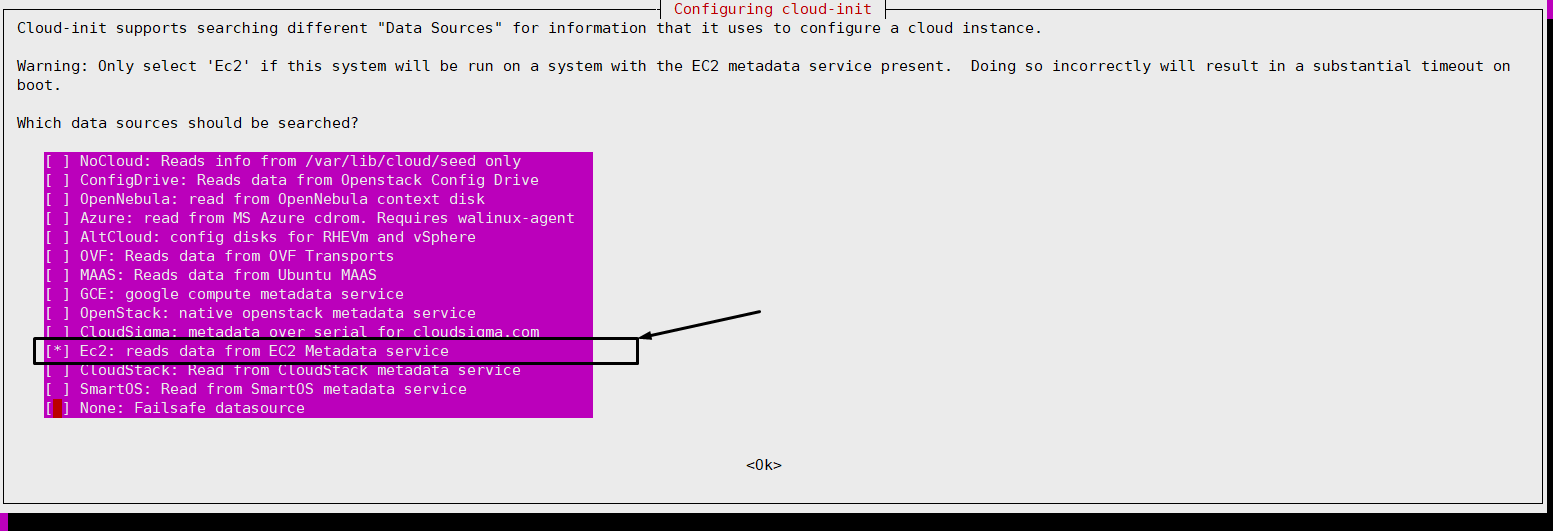 Configuring cloud-init
Cloud-init supports searching different "Data Sources" for information that it uses to configure a cloud instance.
Warning: Only select 'Ec2' if this system will be run on a system with the EC2 metadata service present.  Doing so incorrectly will result in a substantial timeout on
boot.
Which data sources should be searched?
[ ] NoCloud: Reads info from /var/lib/cloud/seed only
[ ] ConfigDrive: Reads data from Openstack Config Drive
[ ] OpenNebula: read from OpenNebula context disk
[ ] Azure: read from MS Azure cdrom. Requires walinux-agent
[ ] AltCloud: config disks for RHEVm and vSphere
[ ] OVF: Reads data from OVF Transports
[ ] MAAS: Reads data from Ubuntu MAAS
[ ] GCE: google compute metadata service
[ ] OpenStack: native openstack metadata service
[ ] CloudSigma: metadata over serial for cloudsigma.com
[*] Ec2: reads data from EC2 Metadata service
[ ] CloudStack: Read from CloudStack metadata service
[ ] SmartOS: Read from SmartOS metadata service
[ ] None: Failsafe datasource
<Ok>